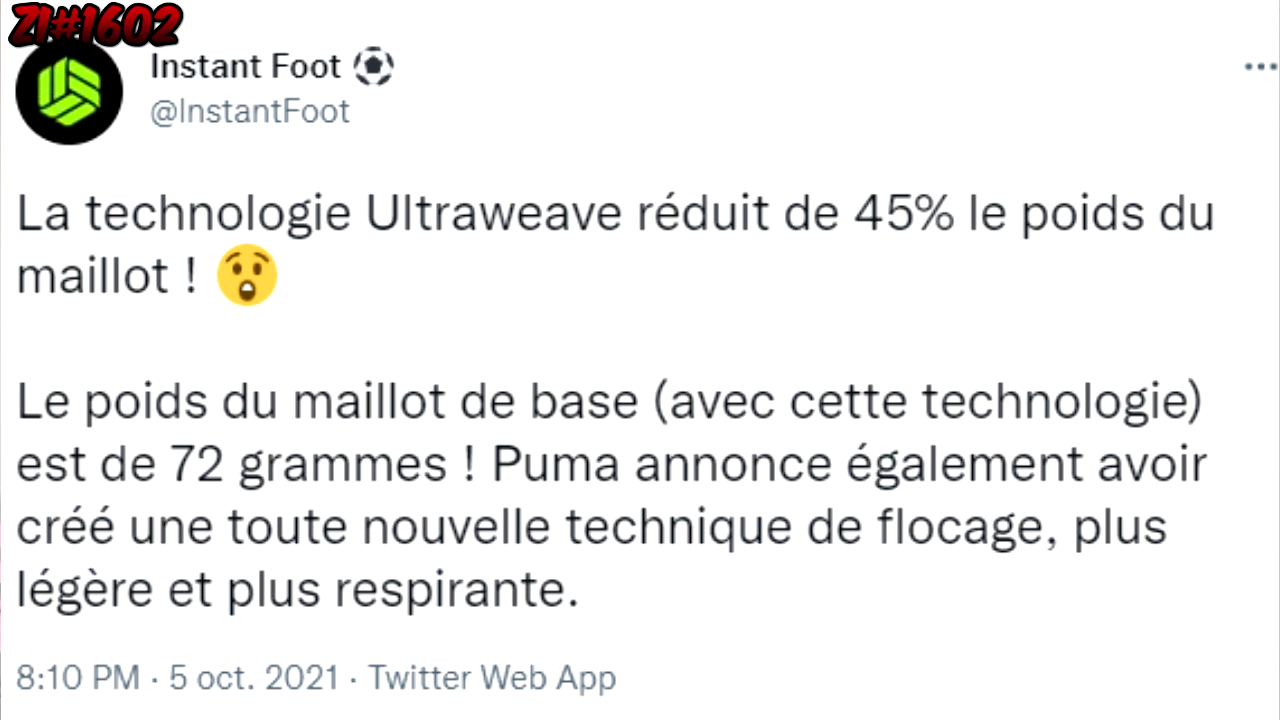 Z1#1602
Instant Foot ⚽
@InstantFoot
La technologie Ultraweave réduit de 45% le poids du
maillot ! 😲
Le poids du maillot de base (avec cette technologie)
est de 72 grammes ! Puma annonce également avoir
créé une toute nouvelle technique de flocage, plus
légère et plus respirante.
8:10 PM · 5 oct. 2021 · Twitter Web App